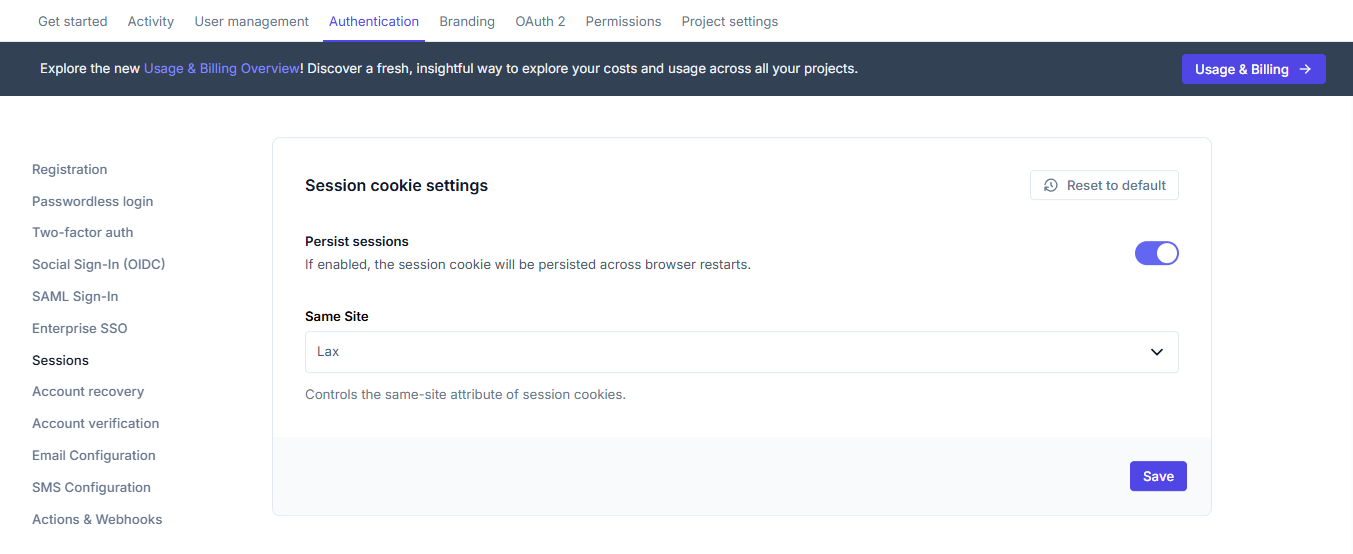 Get started Activity User management Authentication Branding OAuth 2 Permissions Project settings
Explore the new Usage & Billing Overview! Discover a fresh, insightful way to explore your costs and usage across all your projects. Usage & Billing →
Registration
Passwordless login
Two-factor auth
Social Sign-In (OIDC)
SAML Sign-In
Enterprise SSO
Sessions
Account recovery
Account verification
Email Configuration
SMS Configuration
Actions & Webhooks
Session cookie settings Reset to default
Persist sessions
If enabled, the session cookie will be persisted across browser restarts.
Same Site
Lax
Controls the same-site attribute of session cookies.
Save